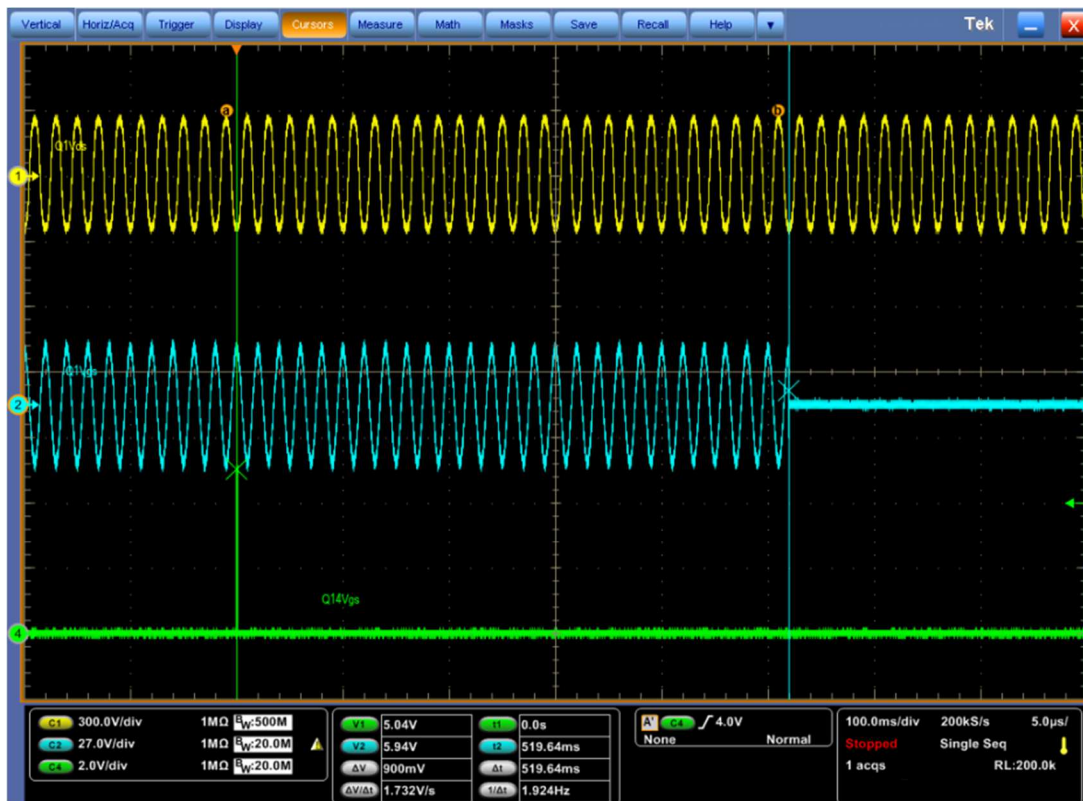 Vertical Horiz/Acq Trigger Display Cursors Measure Math Masks Save Recall Help Tek X
a b
Q1Vds
1
Q1Vgs
2
Q14Vgs
4
C1 300.0V/div 1MΩ BW:500M
C2 27.0V/div 1MΩ BW:20.0M
C4 2.0V/div 1MΩ BW:20.0M
V1 5.04V t1 0.0s
V2 5.94V t2 519.64ms
ΔV 900mV Δt 519.64ms
ΔV/Δt 1.732V/s 1/Δt 1.924Hz
A' C4 4.0V
None Normal
100.0ms/div 200kS/s 5.0µs/
Stopped Single Seq
1 acqs RL:200.0k